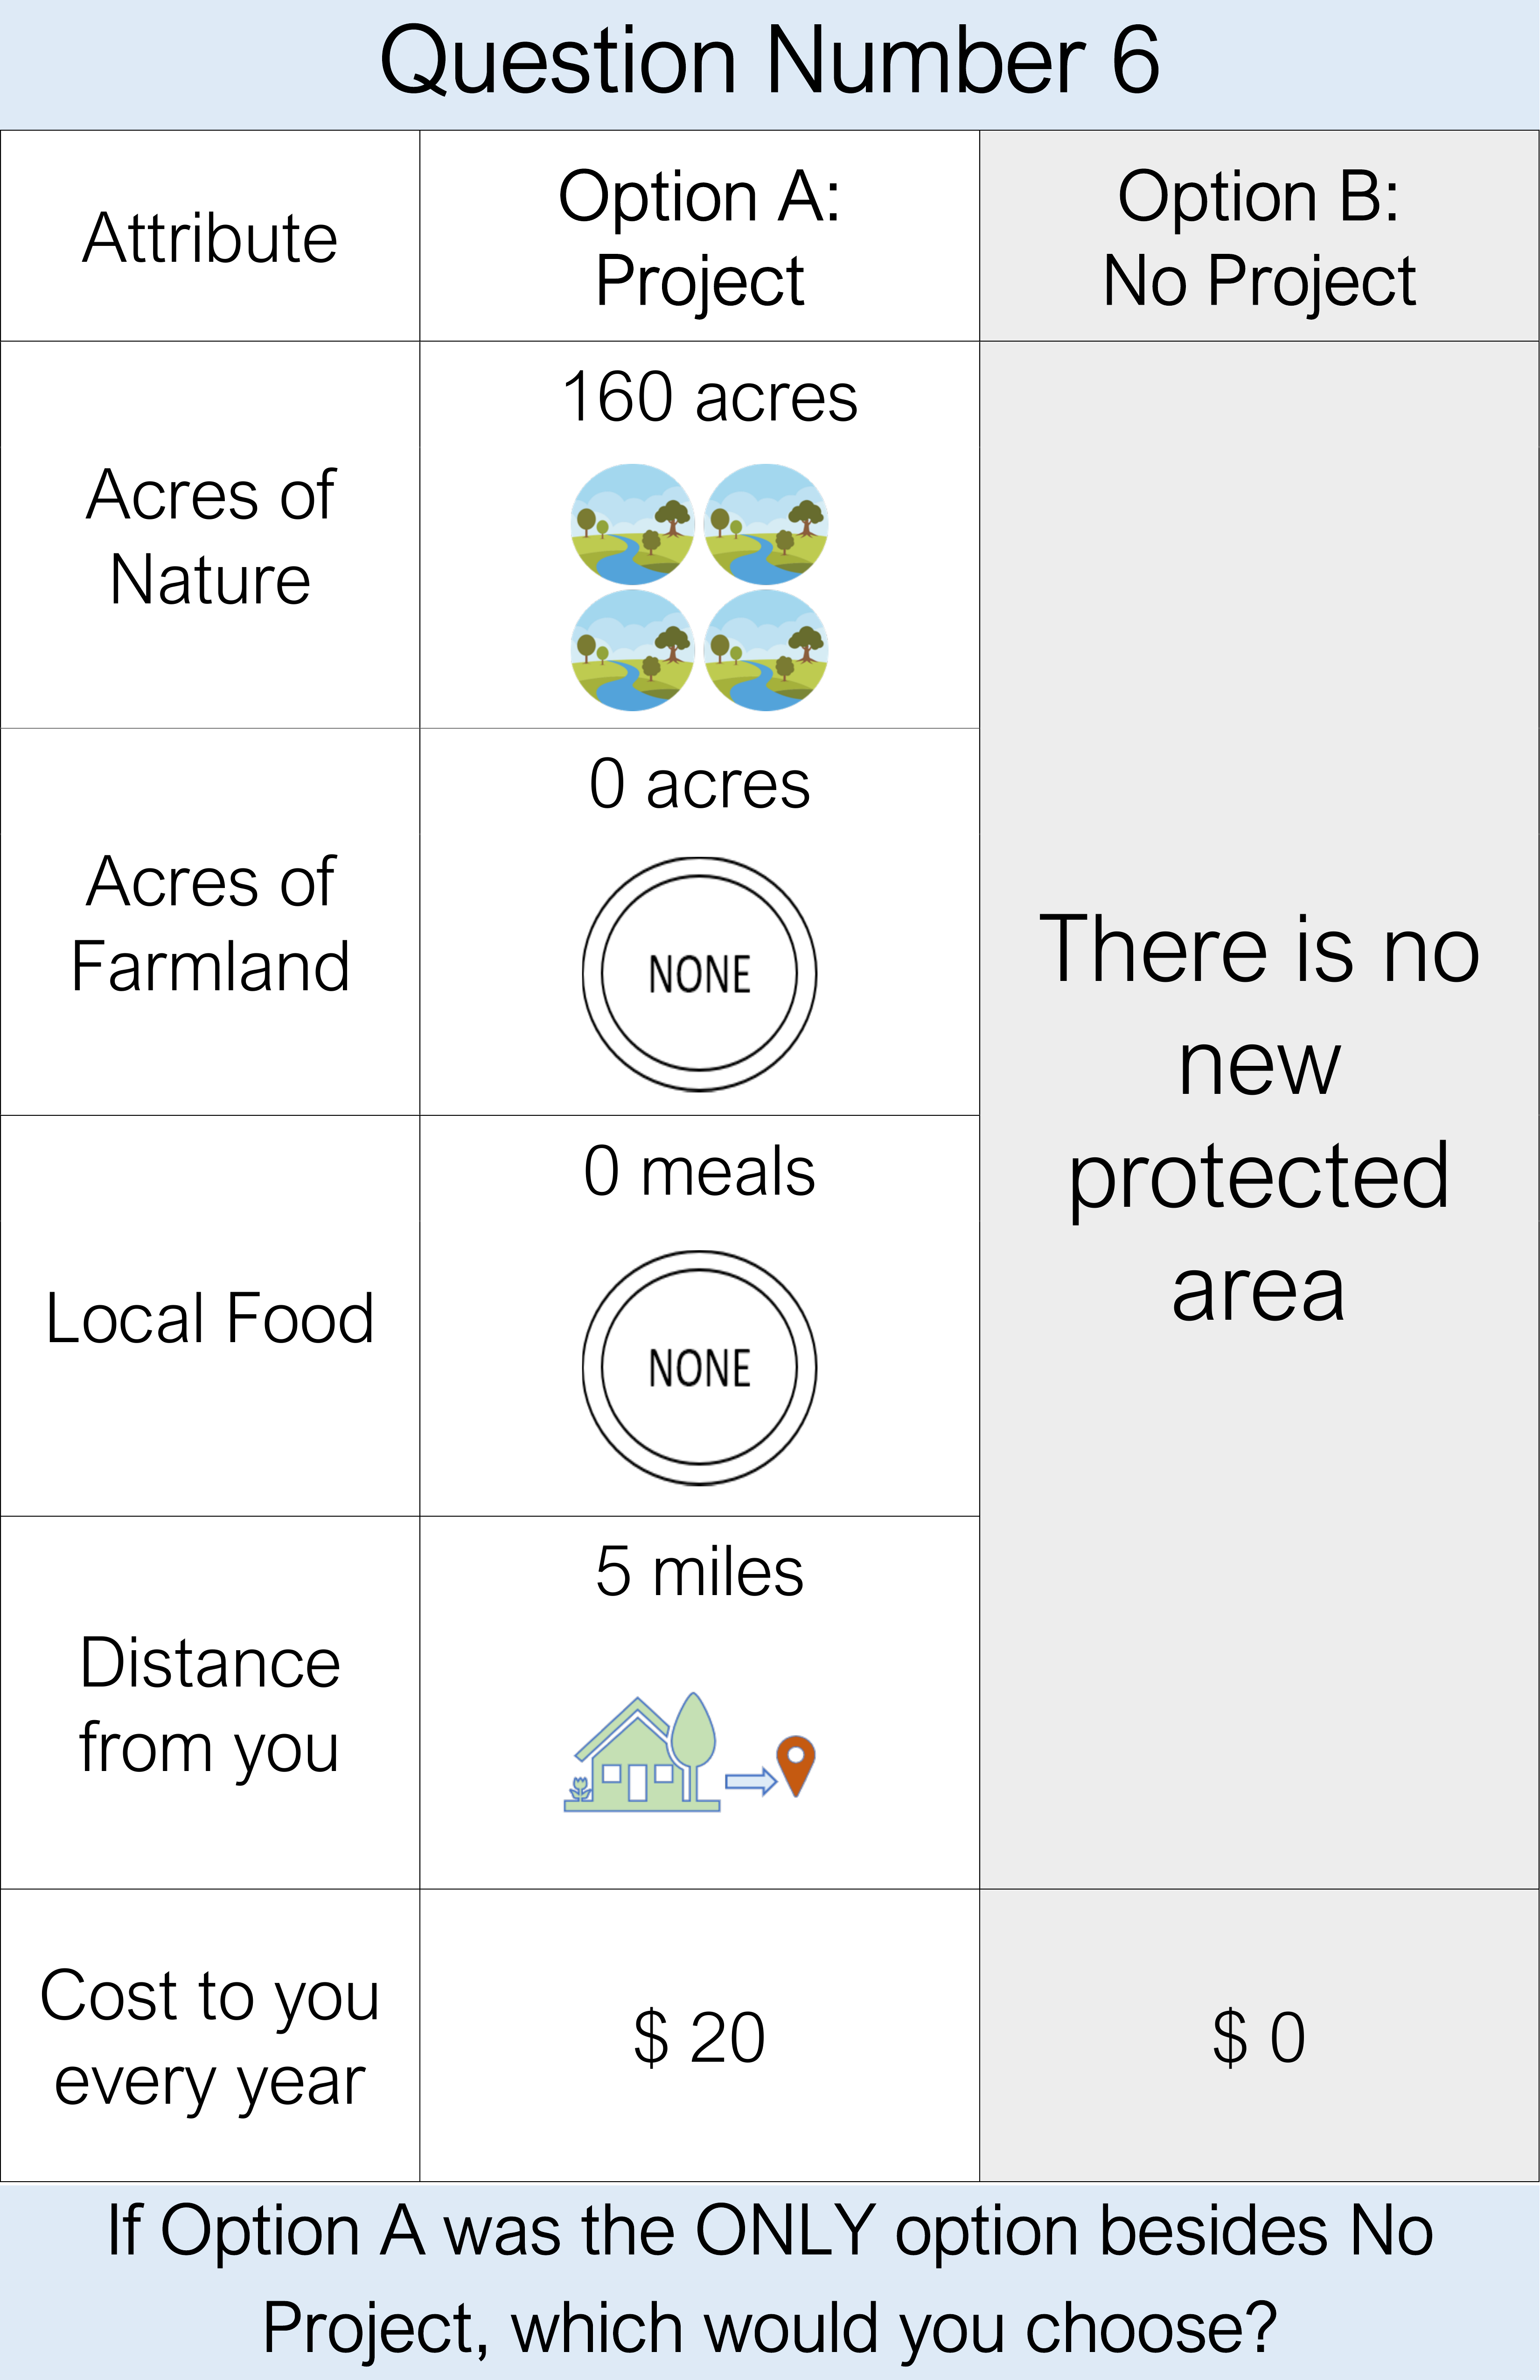 Question Number 6
Attribute
Option A:
Project
Option B:
No Project
Acres of
Nature
160 acres
Acres of
Farmland
0 acres
NONE
Local Food
0 meals
NONE
Distance
from you
5 miles
There is no
new
protected
area
Cost to you
every year
$ 20
$ 0
If Option A was the ONLY option besides No
Project, which would you choose?